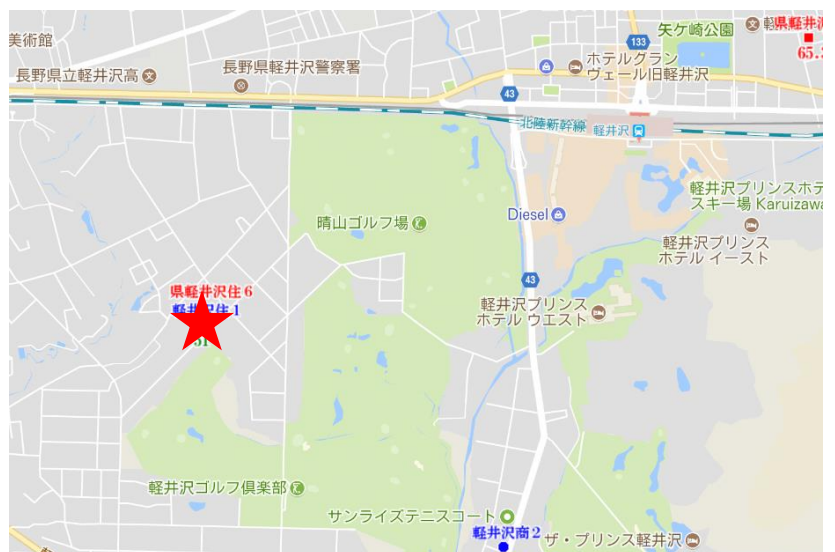 美術館
長野県立軽井沢高
長野県軽井沢警察署
133
矢ケ崎公園
県軽井沢
65.
ホテルグラン
ヴェール旧軽井沢
43
北陸新幹線
軽井沢
晴山ゴルフ場
Diesel
軽井沢プリンスホテ
スキー場 Karuizawa
軽井沢プリンス
ホテル イースト
43
県軽井沢住6
軽井沢住1
軽井沢プリンス
ホテル ウエスト
軽井沢ゴルフ倶楽部
サンライズテニスコート
軽井沢南2
ザ・プリンス軽井沢